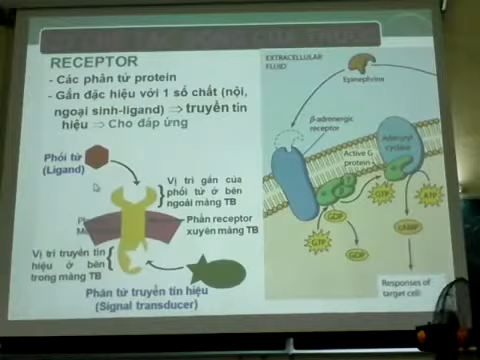 RECEPTOR
- Các phân tử protein
- Gắn đặc hiệu với 1 số chất (nội,
ngoại sinh-ligand) ⇒ truyền tín
hiệu ⇒ Cho đáp ứng
Phối tử
(Ligand)
Vị trí gắn của
phối tử ở bên
ngoài màng TB
Phần receptor
xuyên màng TB
Vị trí truyền tín
hiệu ở bên
trong màng TB
Phân tử truyền tín hiệu
(Signal transducer)
EXTRACELLULAR
FLUID
Epinephrine
β-adrenergic
receptor
Adenylyl
cyclase
Active G
protein
GTP
ATP
GDP
GTP
cAMP
GDP
Responses of
target cell